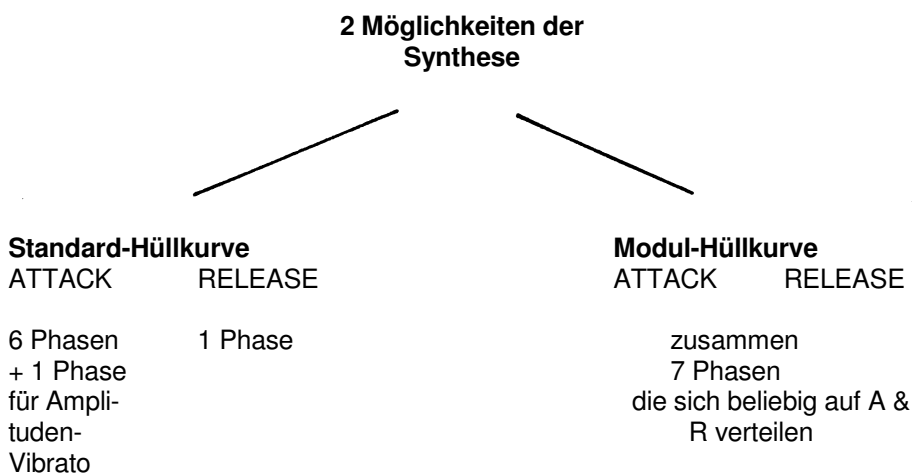 2 Möglichkeiten der
Synthese
Standard-Hüllkurve
ATTACK RELEASE
6 Phasen 1 Phase
+ 1 Phase
für Ampli-
tuden-
Vibrato
Modul-Hüllkurve
ATTACK RELEASE
zusammen
7 Phasen
die sich beliebig auf A &
R verteilen